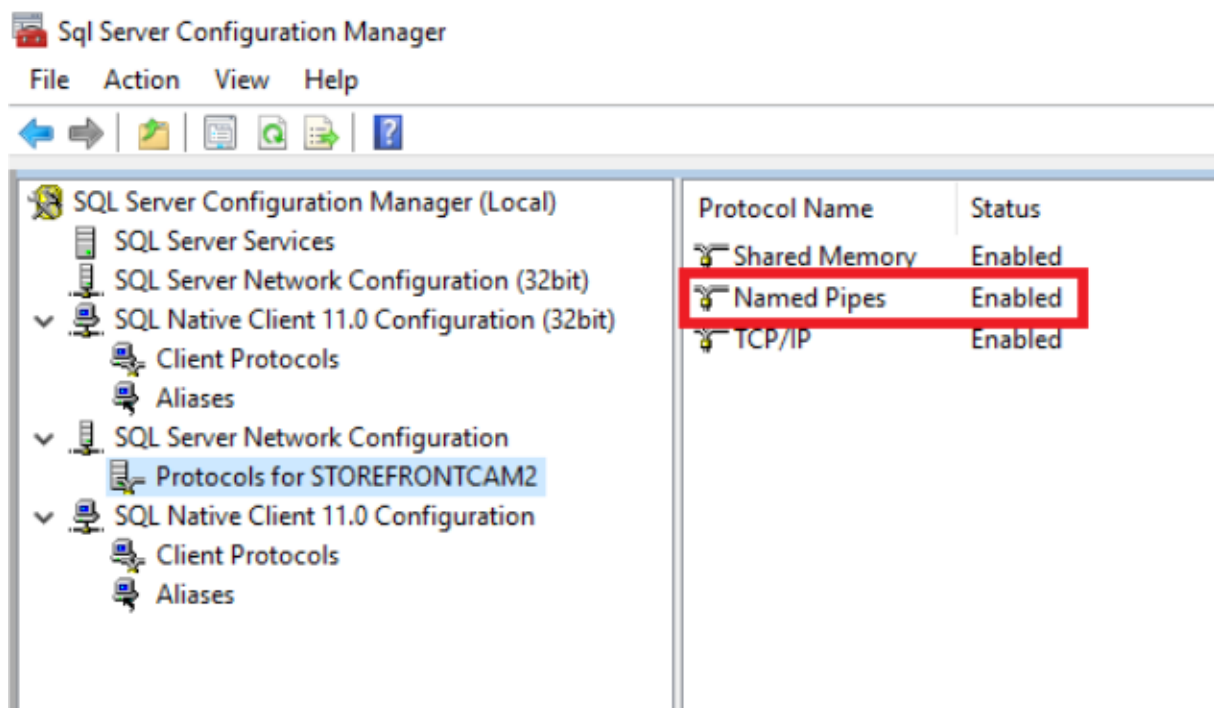 Sql Server Configuration Manager
File Action View Help
SQL Server Configuration Manager (Local)
SQL Server Services
SQL Server Network Configuration (32bit)
SQL Native Client 11.0 Configuration (32bit)
Client Protocols
Aliases
SQL Server Network Configuration
Protocols for STOREFRONTCAM2
SQL Native Client 11.0 Configuration
Client Protocols
Aliases
Protocol Name Status
Shared Memory Enabled
Named Pipes Enabled
TCP/IP Enabled